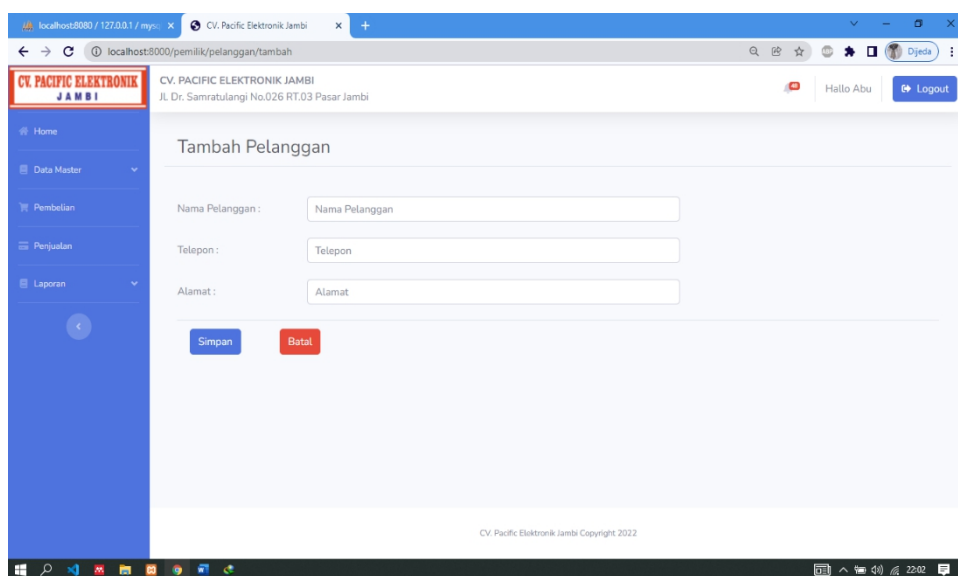 localhost:8080 / 127.0.0.1 / mysq
CV. Pacific Elektronik Jambi
localhost:8000/pemilik/pelanggan/tambah
Dijeda
CV. PACIFIC ELEKTRONIK
JAMBI
CV. PACIFIC ELEKTRONIK JAMBI
Jl. Dr. Samratulangi No.026 RT.03 Pasar Jambi
Hallo Abu
Logout
Home
Data Master
Pembelian
Penjualan
Laporan
Tambah Pelanggan
Nama Pelanggan :
Nama Pelanggan
Telepon :
Telepon
Alamat :
Alamat
Simpan
Batal
CV. Pacific Elektronik Jambi Copyright 2022
22:02